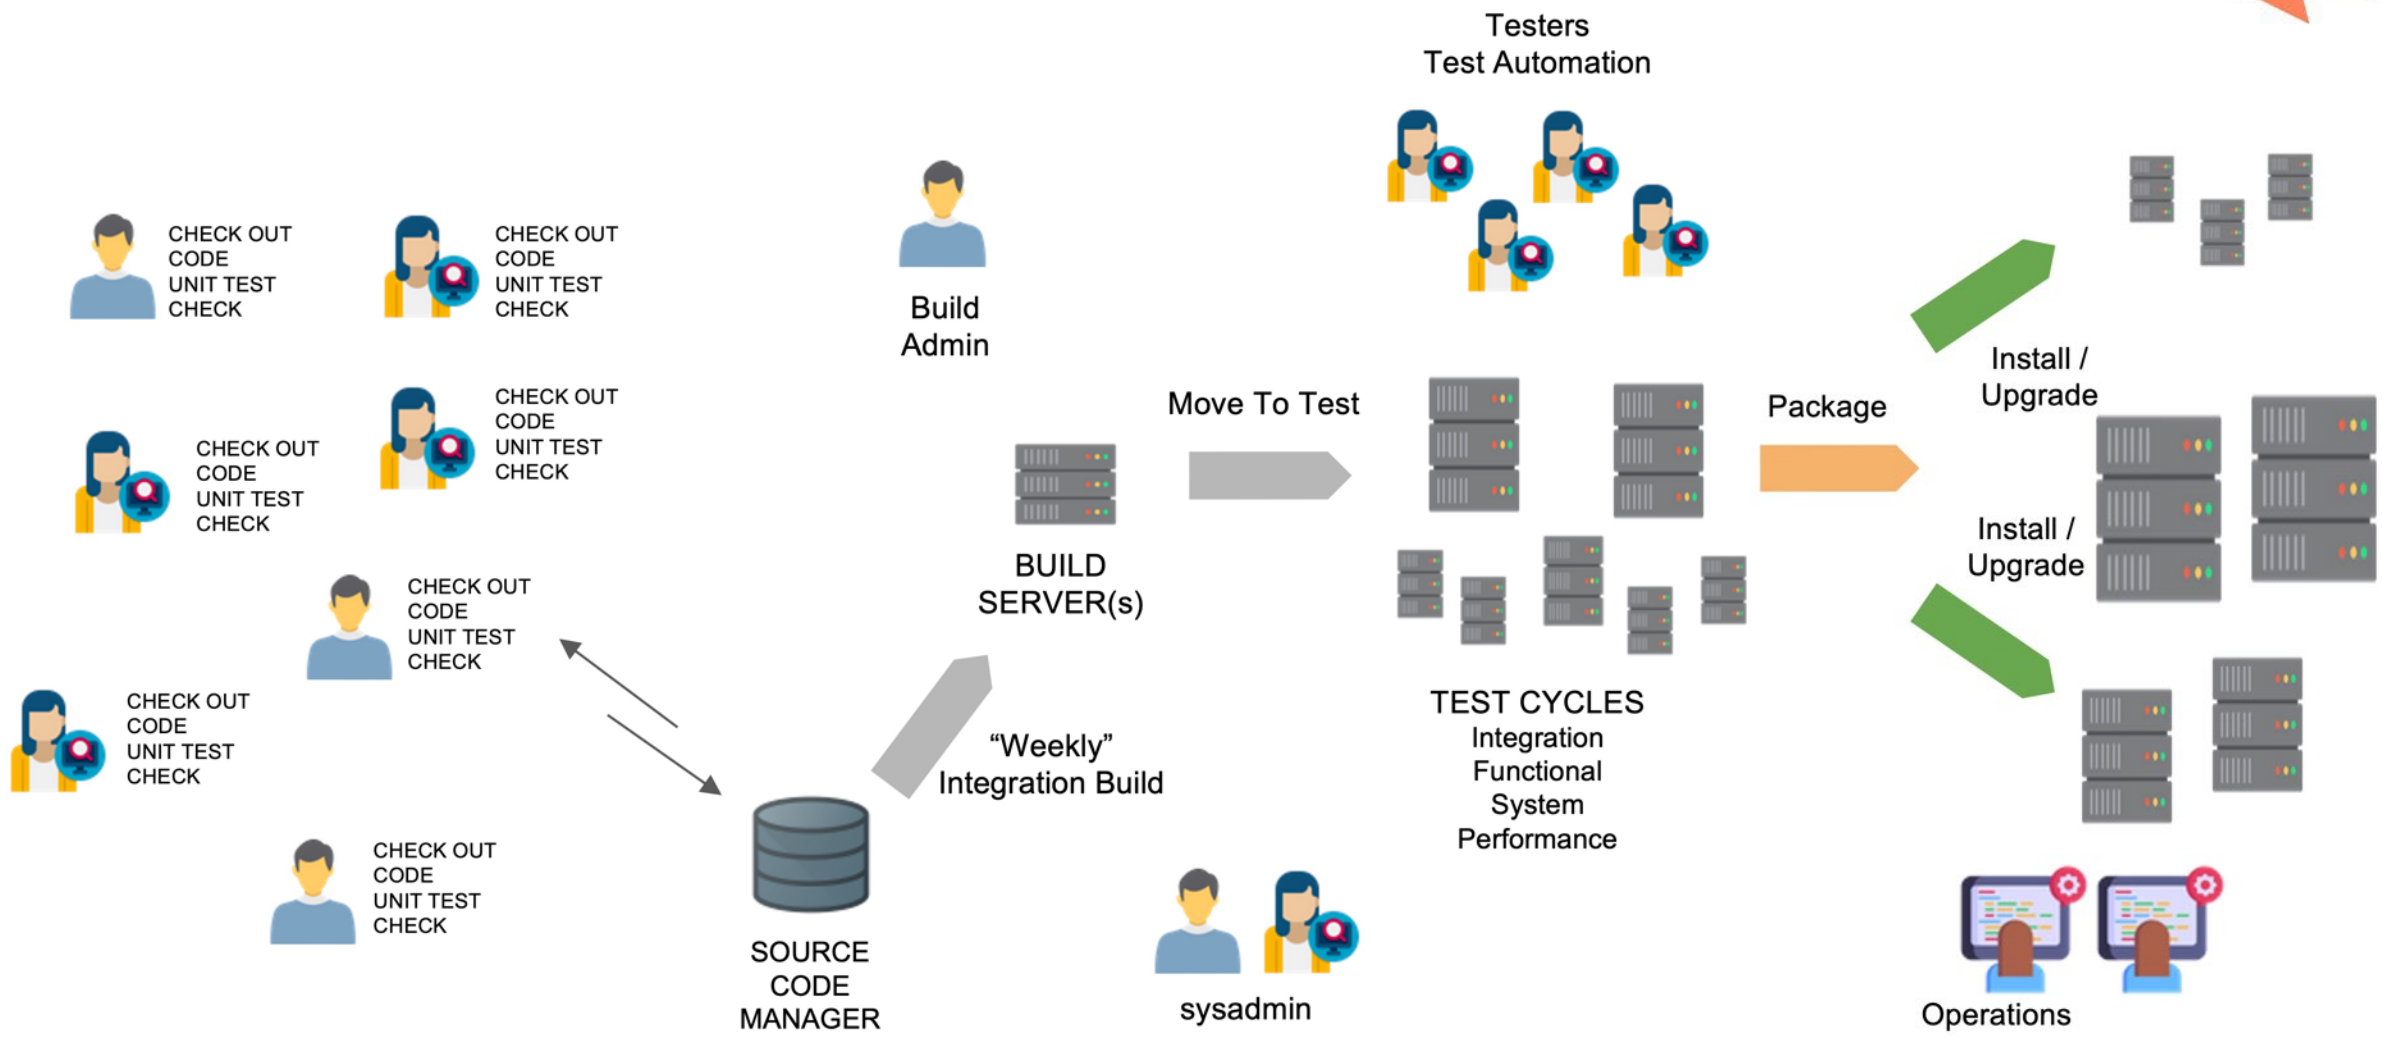 Testers
Test Automation
CHECK OUT
CODE
UNIT TEST
CHECK
CHECK OUT
CODE
UNIT TEST
CHECK
CHECK OUT
CODE
UNIT TEST
CHECK
CHECK OUT
CODE
UNIT TEST
CHECK
CHECK OUT
CODE
UNIT TEST
CHECK
CHECK OUT
CODE
UNIT TEST
CHECK
CHECK OUT
CODE
UNIT TEST
CHECK
SOURCE
CODE
MANAGER
“Weekly”
Integration Build
Build
Admin
BUILD
SERVER(s)
Move To Test
TEST CYCLES
Integration
Functional
System
Performance
sysadmin
Package
Install /
Upgrade
Install /
Upgrade
Operations